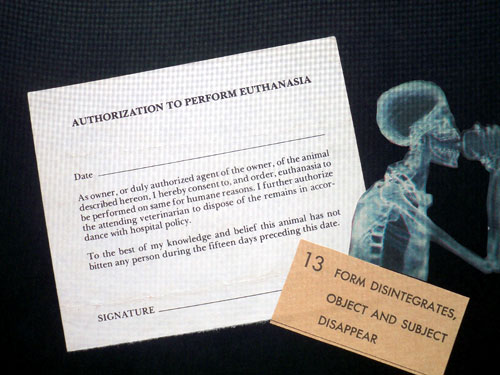 AUTHORIZATION TO PERFORM EUTHANASIA
Date
As owner, or duly authorized agent of the owner, of the animal
described hereon, I hereby consent to, and order, euthanasia to
be performed on same for humane reasons. I further authorize
the attending veterinarian to dispose of the remains in accor-
dance with hospital policy.
To the best of my knowledge and belief this animal has not
bitten any person during the fifteen days preceding this date.
SIGNATURE
13 FORM DISINTEGRATES,
OBJECT AND SUBJECT
DISAPPEAR